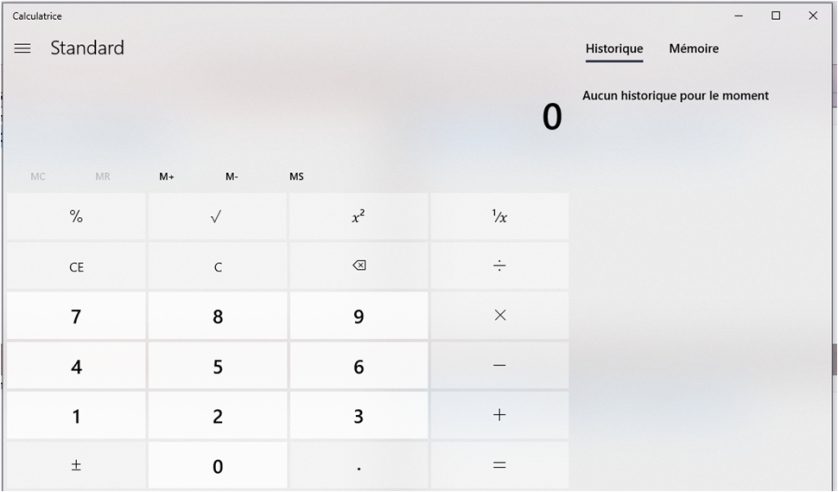 Calculatrice
Standard
Historique Mémoire
Aucun historique pour le moment
0
MC MR M+ M- MS
% √ x² ¹/x
CE C ÷
7 8 9 ×
4 5 6 −
1 2 3 +
± 0 . =